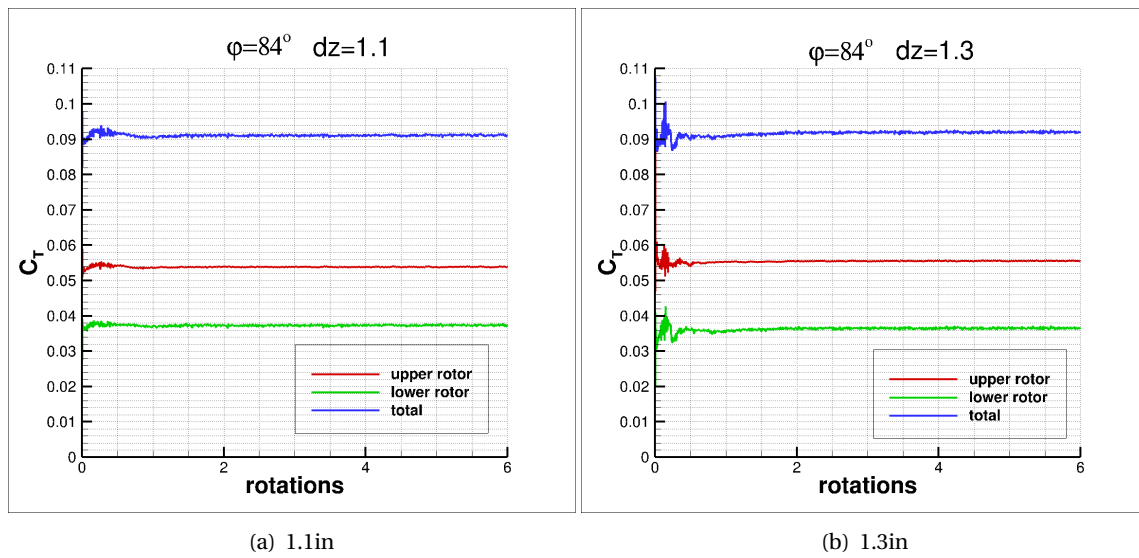 φ=84° dz=1.1
0.11
0.1
0.09
0.08
0.07
0.06
0.05
0.04
0.03
0.02
0.01
0
C_T
0 2 4 6
rotations
upper rotor
lower rotor
total
(a) 1.1in
φ=84° dz=1.3
0.11
0.1
0.09
0.08
0.07
0.06
0.05
0.04
0.03
0.02
0.01
0
C_T
0 2 4 6
rotations
upper rotor
lower rotor
total
(b) 1.3in